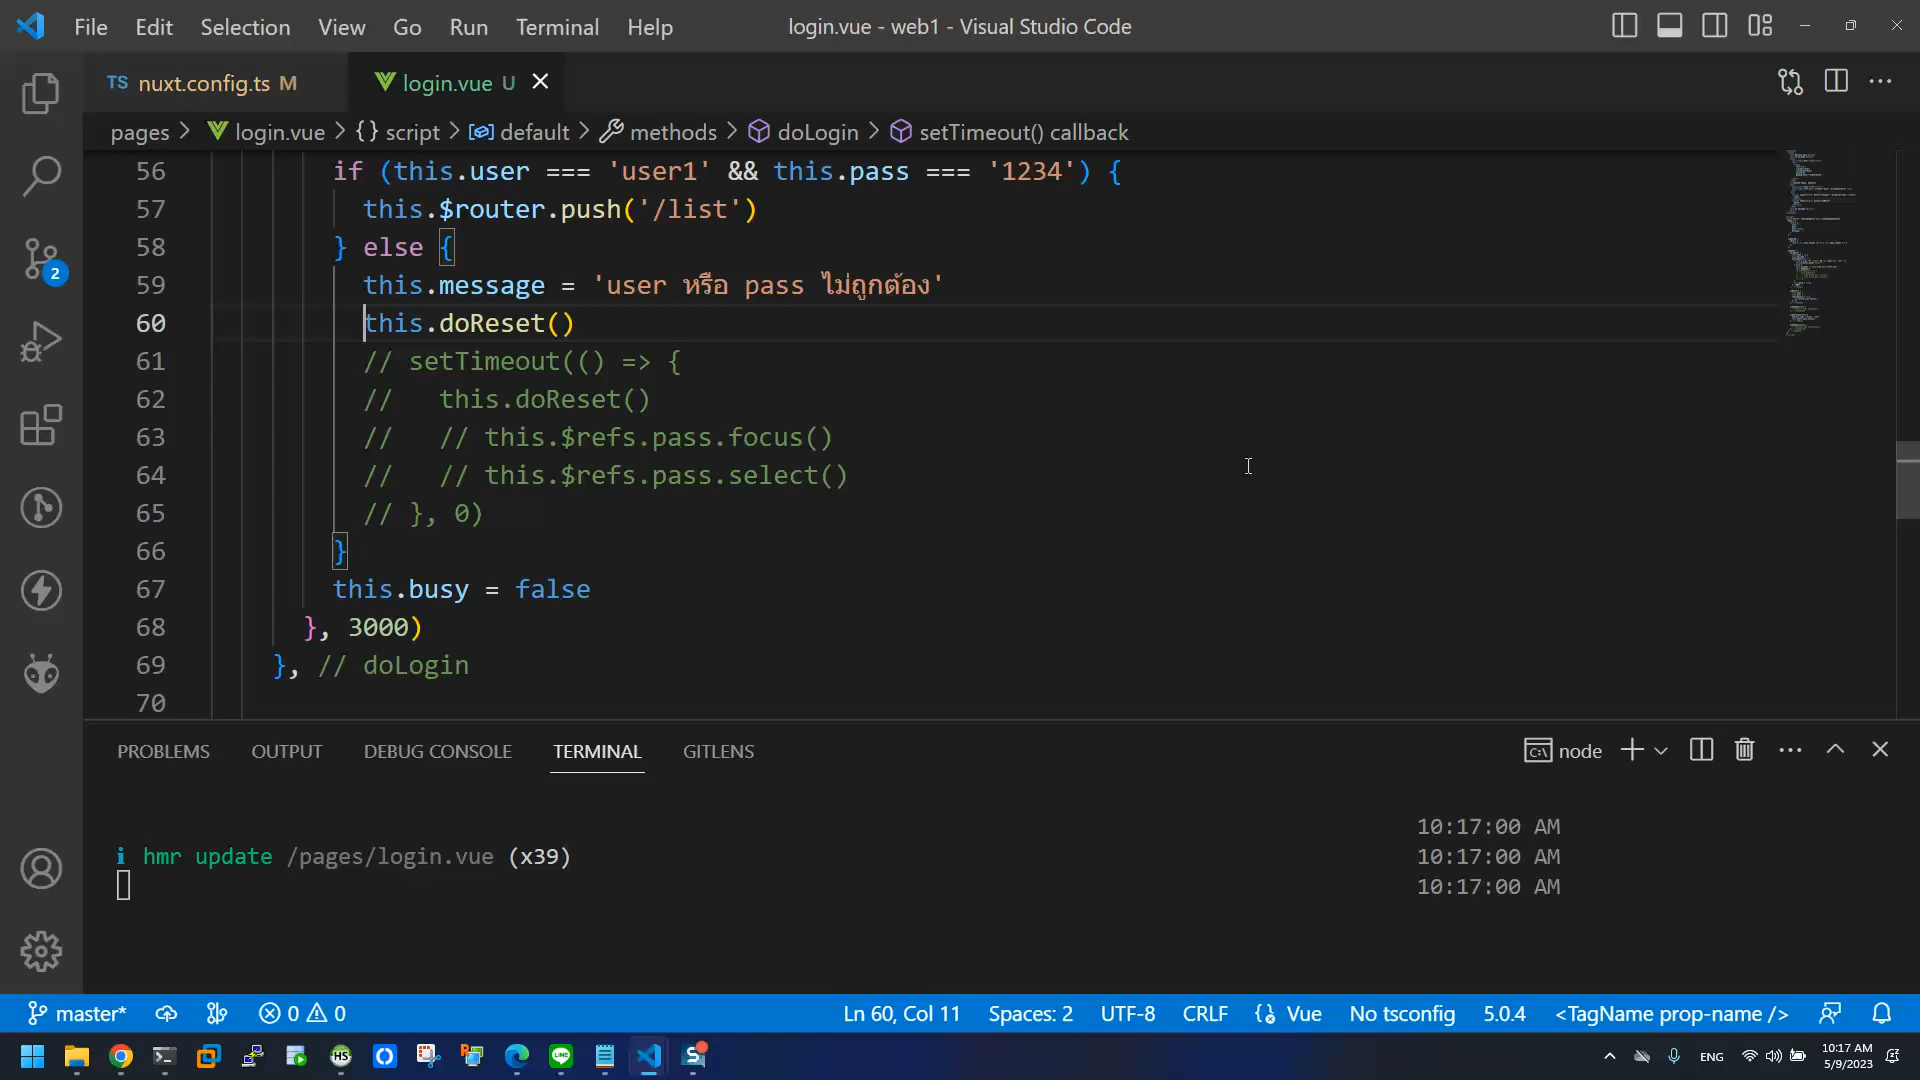 File Edit Selection View Go Run Terminal Help login.vue - web1 - Visual Studio Code
TS nuxt.config.ts M login.vue U
pages > login.vue > {} script > default > methods > doLogin > setTimeout() callback
56 if (this.user === 'user1' && this.pass === '1234') {
57 this.$router.push('/list')
58 } else {
59 this.message = 'user หรือ pass ไม่ถูกต้อง'
60 this.doReset()
61 // setTimeout(() => {
62 // this.doReset()
63 // // this.$refs.pass.focus()
64 // // this.$refs.pass.select()
65 // }, 0)
66 }
67 this.busy = false
68 }, 3000)
69 }, // doLogin
70
2
PROBLEMS OUTPUT DEBUG CONSOLE TERMINAL GITLENS node
10:17:00 AM
i hmr update /pages/login.vue (x39) 10:17:00 AM
10:17:00 AM
master* 0 0 Ln 60, Col 11 Spaces: 2 UTF-8 CRLF Vue No tsconfig 5.0.4 <TagName prop-name />
HS LINE S ENG 10:17 AM
5/9/2023